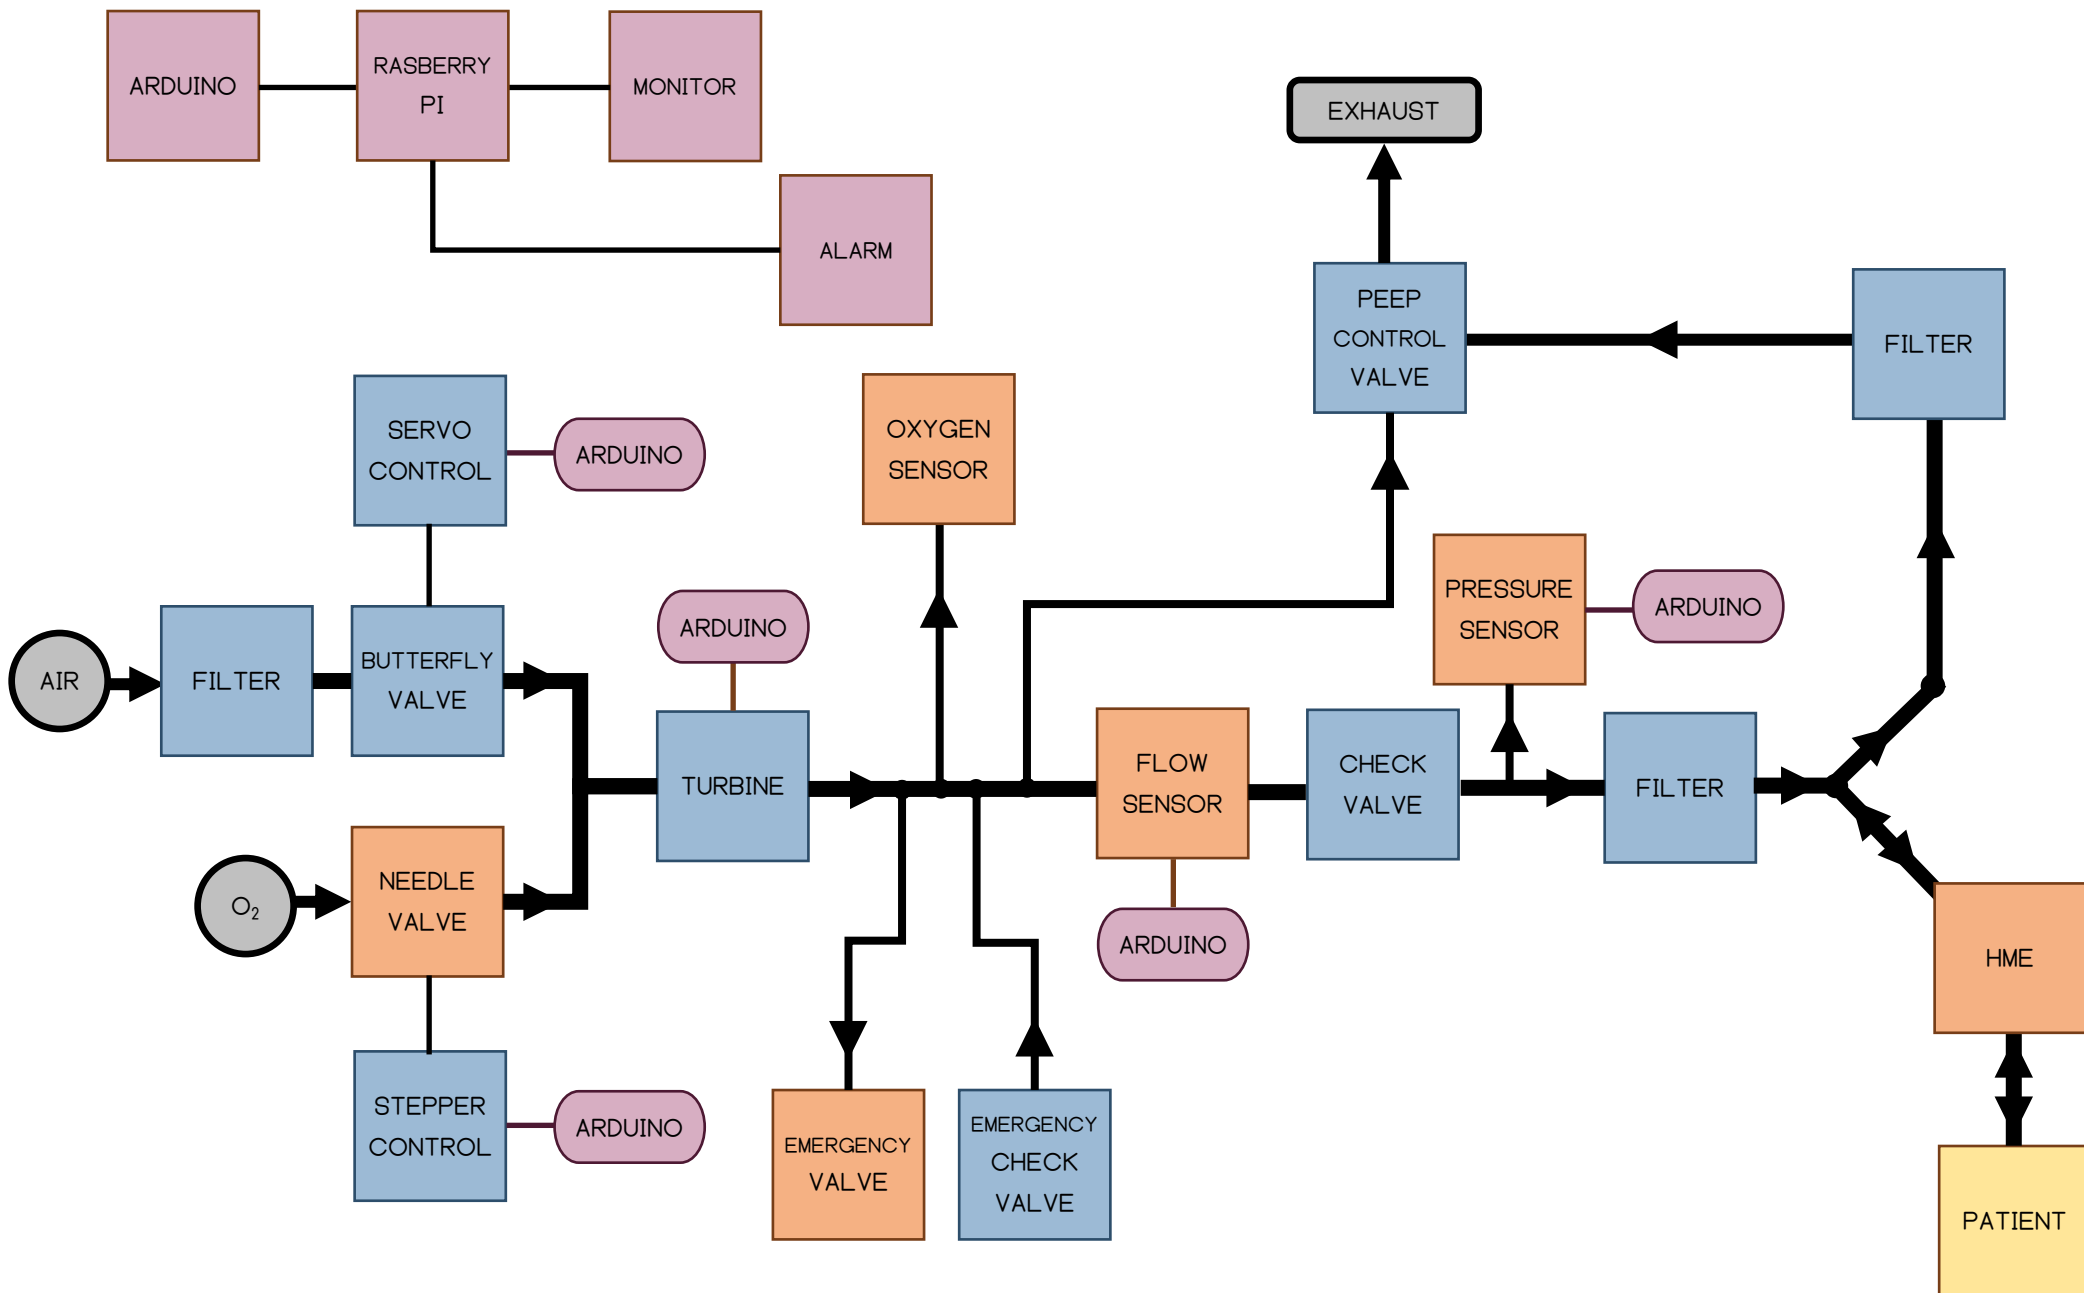 ARDUINO
RASBERRY
PI
MONITOR
ALARM
EXHAUST
PEEP
CONTROL
VALVE
FILTER
SERVO
CONTROL
ARDUINO
OXYGEN
SENSOR
PRESSURE
SENSOR
ARDUINO
ARDUINO
AIR
FILTER
BUTTERFLY
VALVE
TURBINE
FLOW
SENSOR
CHECK
VALVE
FILTER
O₂
NEEDLE
VALVE
ARDUINO
HME
STEPPER
CONTROL
ARDUINO
EMERGENCY
VALVE
EMERGENCY
CHECK
VALVE
PATIENT